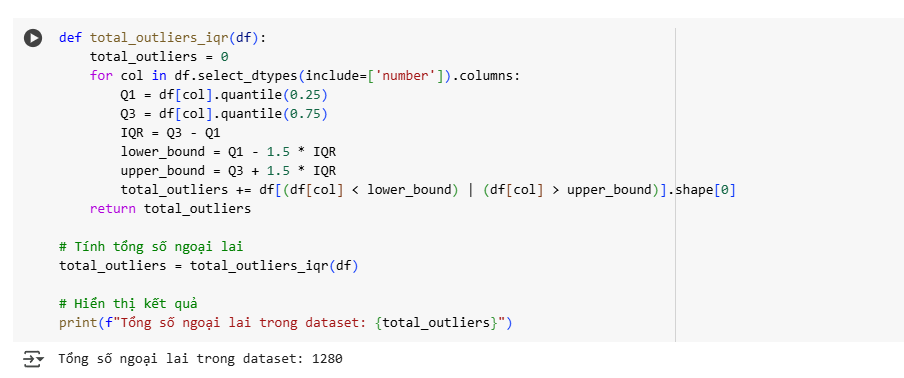 def total_outliers_iqr(df):
    total_outliers = 0
    for col in df.select_dtypes(include=['number']).columns:
        Q1 = df[col].quantile(0.25)
        Q3 = df[col].quantile(0.75)
        IQR = Q3 - Q1
        lower_bound = Q1 - 1.5 * IQR
        upper_bound = Q3 + 1.5 * IQR
        total_outliers += df[(df[col] < lower_bound) | (df[col] > upper_bound)].shape[0]
    return total_outliers
# Tính tổng số ngoại lai
total_outliers = total_outliers_iqr(df)
# Hiển thị kết quả
print(f"Tổng số ngoại lai trong dataset: {total_outliers}")
Tổng số ngoại lai trong dataset: 1280